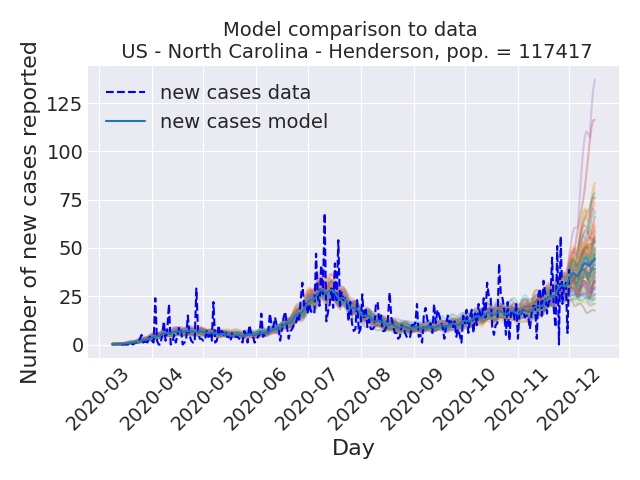 Model comparison to data
US - North Carolina - Henderson, pop. = 117417
Number of new cases reported
125
100
75
50
25
0
new cases data
new cases model
2020-03
2020-04
2020-05
2020-06
2020-07
2020-08
2020-09
2020-10
2020-11
2020-12
Day